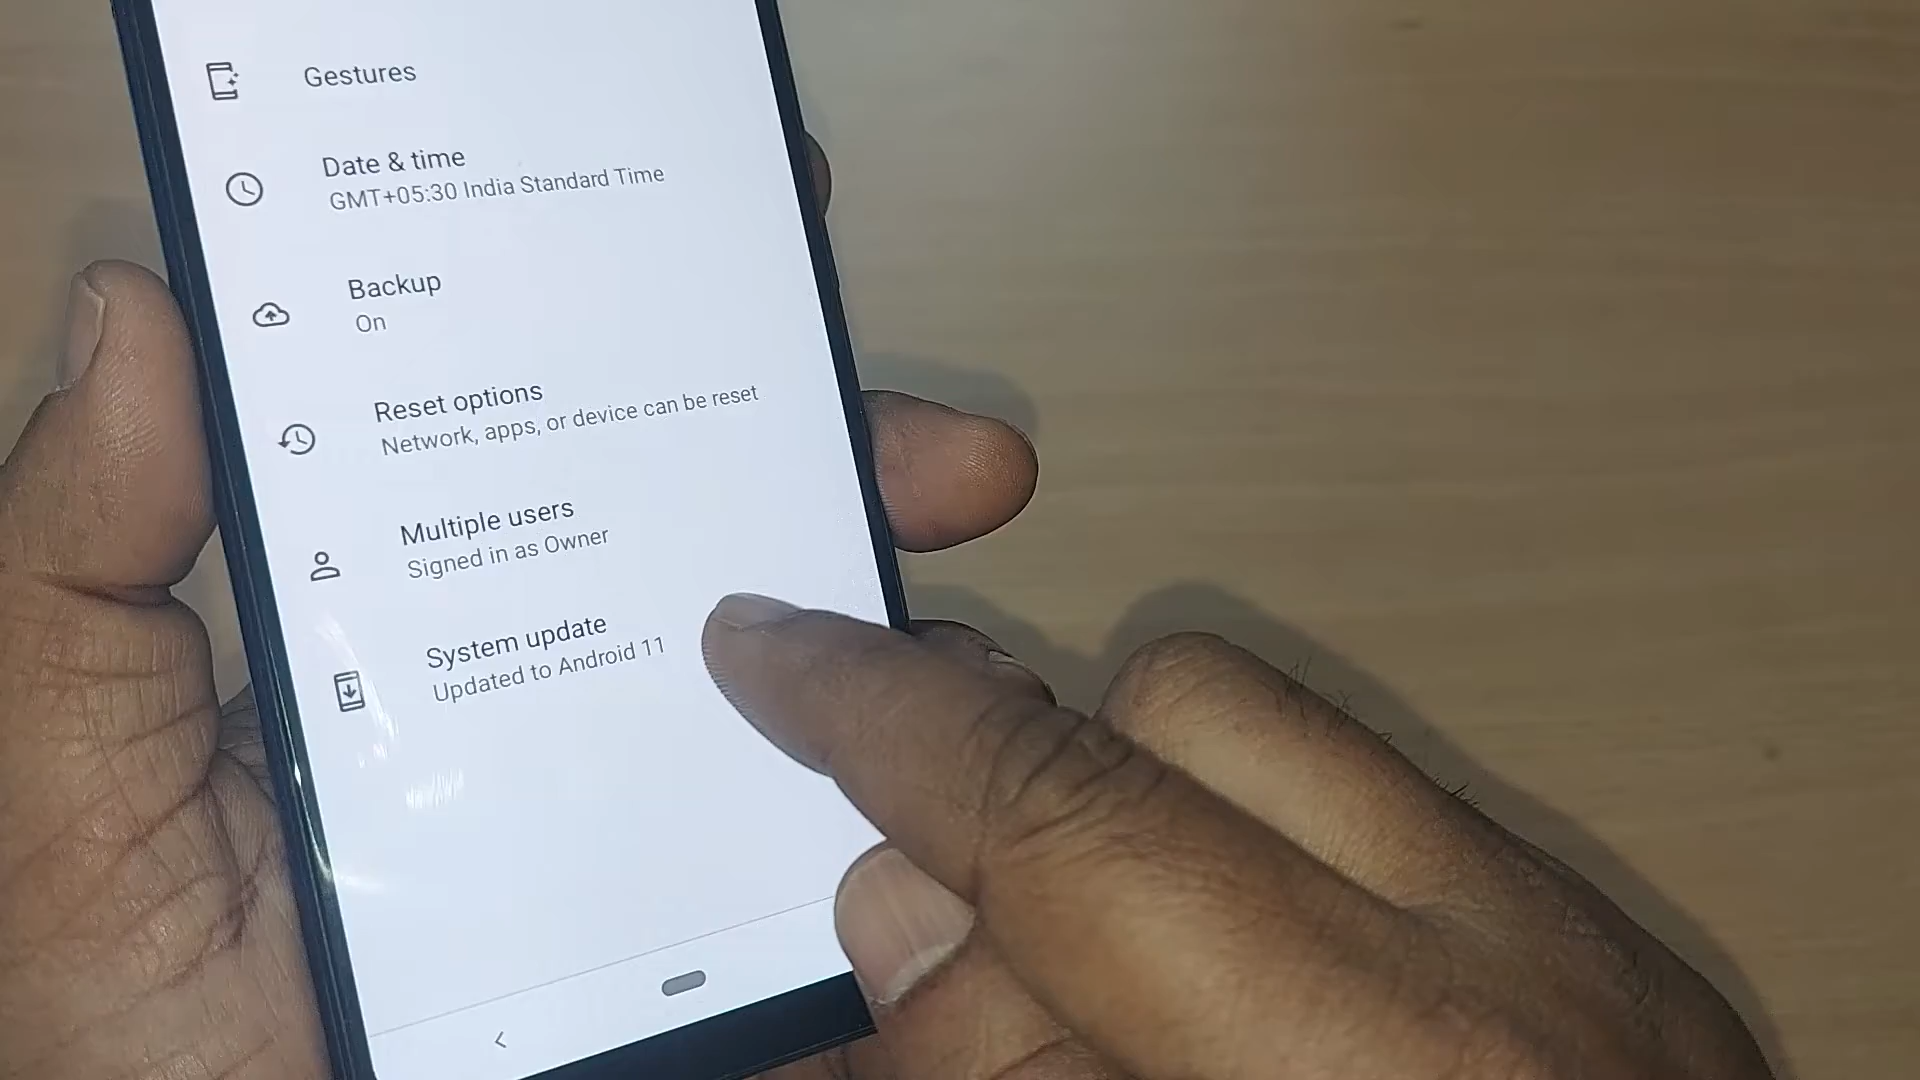 Gestures
Date & time
GMT+05:30 India Standard Time
Backup
On
Reset options
Network, apps, or device can be reset
Multiple users
Signed in as Owner
System update
Updated to Android 11